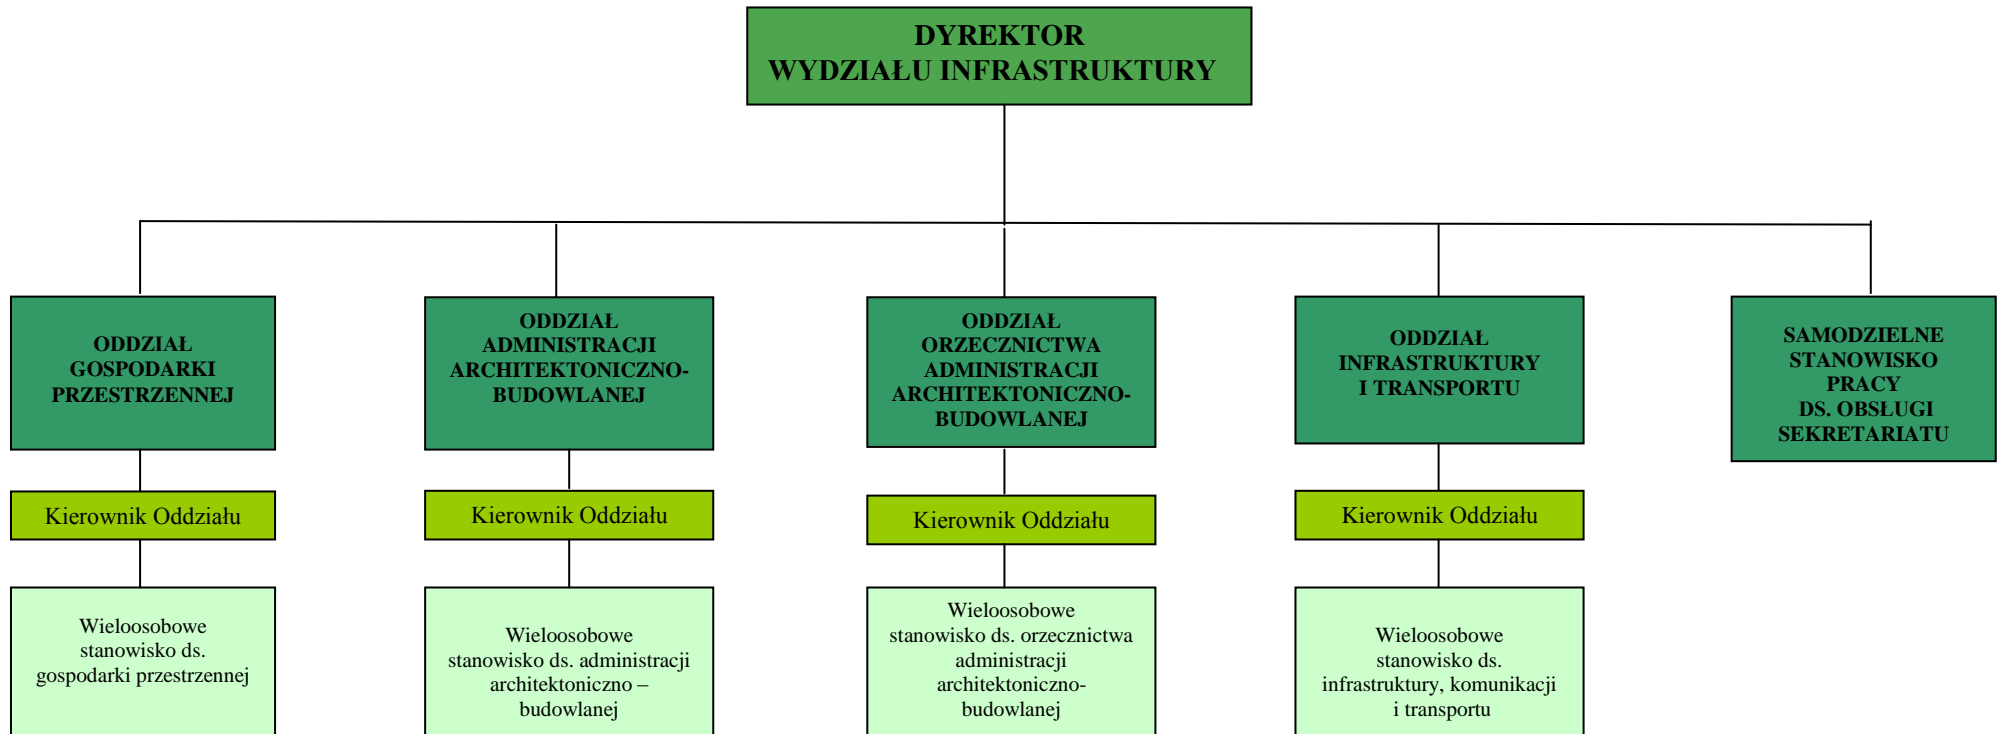 DYREKTOR
WYDZIAŁU INFRASTRUKTURY
ODDZIAŁ
GOSPODARKI
PRZESTRZENNEJ
ODDZIAŁ
ADMINISTRACJI
ARCHITEKTONICZNO-
BUDOWLANEJ
ODDZIAŁ
ORZECNICTWA
ADMINISTRACJI
ARCHITEKTONICZNO-
BUDOWLANEJ
ODDZIAŁ
INFRASTRUKTURY
I TRANSPORTU
SAMODZIELNE
STANOWISKO
PRACY
DS. OBSŁUGI
SEKRETARIATU
Kierownik Oddziału
Kierownik Oddziału
Kierownik Oddziału
Kierownik Oddziału
Wieloosobowe
stanowisko ds.
gospodarki przestrzennej
Wieloosobowe
stanowisko ds. administracji
architektoniczno –
budowlanej
Wieloosobowe
stanowisko ds. orzecznictwa
administracji
architektoniczno-
budowlanej
Wieloosobowe
stanowisko ds.
infrastruktury, komunikacji
i transportu